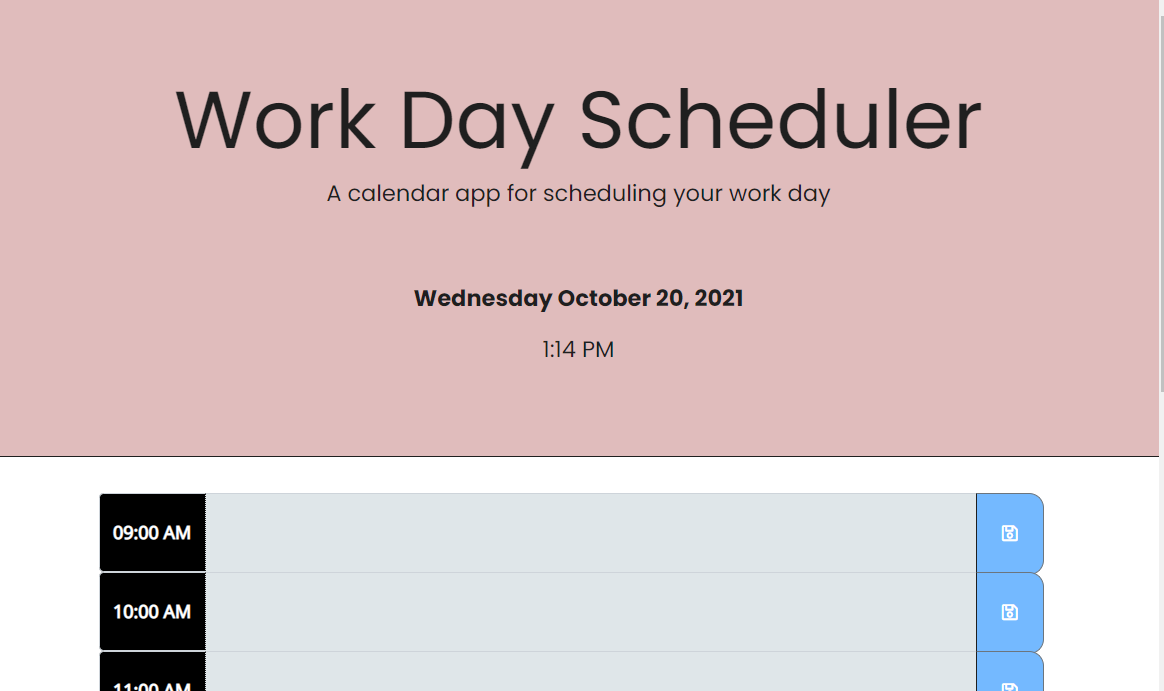 Work Day Scheduler
A calendar app for scheduling your work day
Wednesday October 20, 2021
1:14 PM
09:00 AM
10:00 AM
11:00 AM